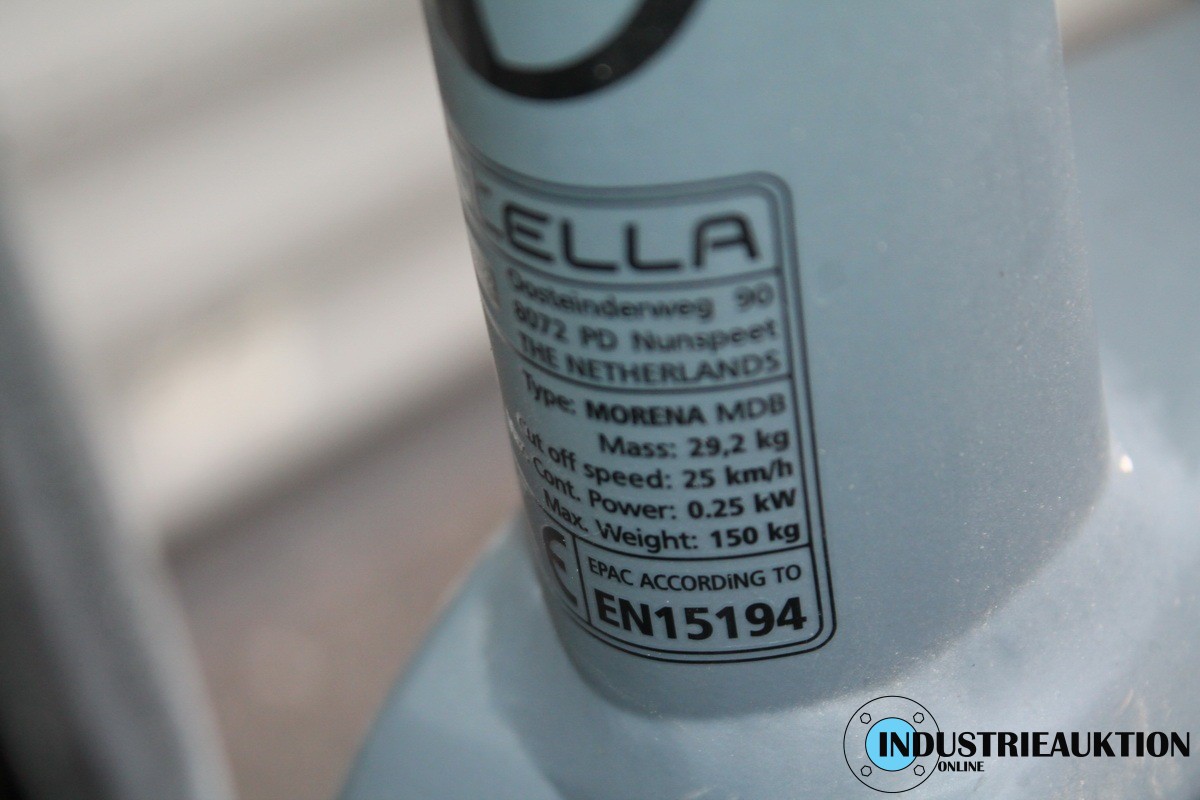 ELLA
Oosteinderweg 90
8072 PD Nunspeet
THE NETHERLANDS
Type: MORENA MDB
Mass: 29,2 kg
Cut off speed: 25 km/h
Cont. Power: 0.25 kW
Max. Weight: 150 kg
CE
EPAC ACCORDiNG TO
EN15194
INDUSTRIEAUKTION
ONLINE